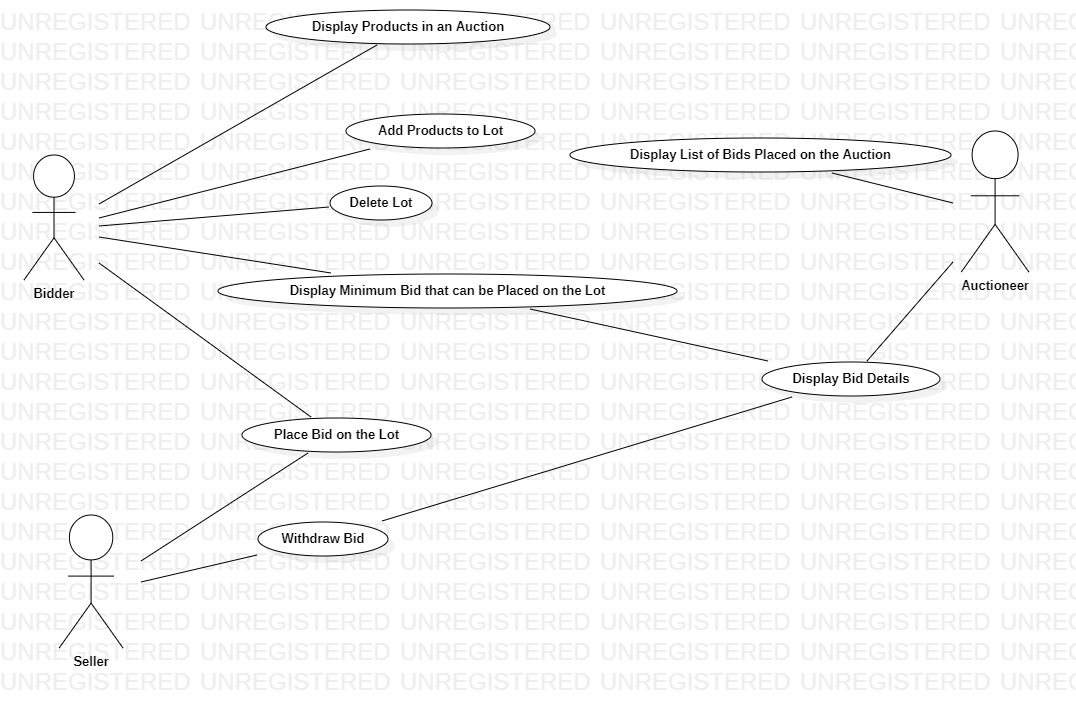 Display Products in an Auction
Add Products to Lot
Display List of Bids Placed on the Auction
Delete Lot
Bidder
Display Minimum Bid that can be Placed on the Lot
Auctioneer
Display Bid Details
Place Bid on the Lot
Withdraw Bid
Seller
UNREGISTERED